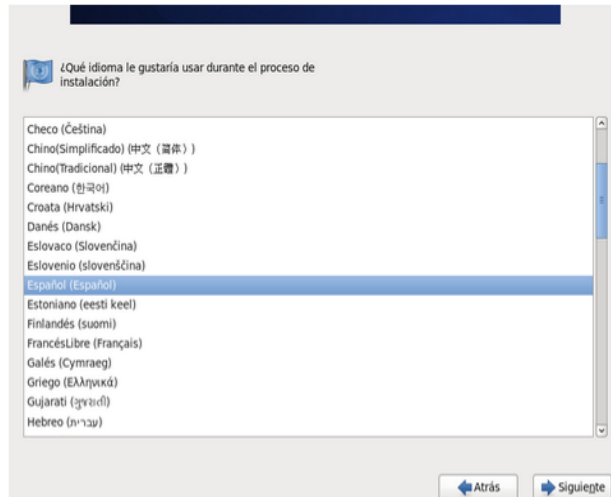 ¿Qué idioma le gustaría usar durante el proceso de
instalación?
Checo (Čeština)
Chino(Simplificado) (中文（简体）)
Chino(Tradicional) (中文（正體）)
Coreano (한국어)
Croata (Hrvatski)
Danés (Dansk)
Eslovaco (Slovenčina)
Eslovenio (slovenščina)
Español (Español)
Estoniano (eesti keel)
Finlandés (suomi)
FrancésLibre (Français)
Galés (Cymraeg)
Griego (Ελληνικά)
Gujarati (ગુજરાતી)
Hebreo (עברית)
Atrás
Siguiente